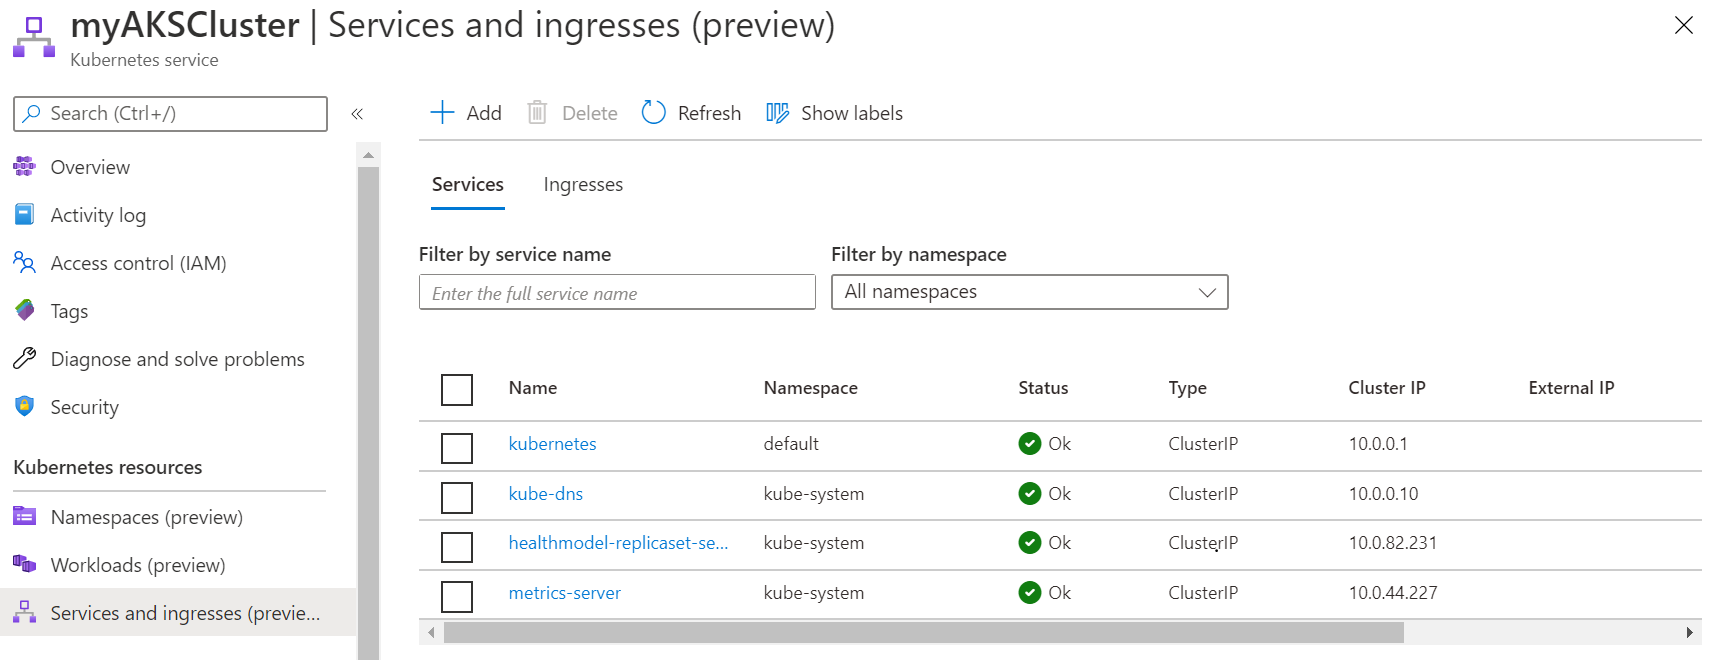 myAKSCluster | Services and ingresses (preview)
Kubernetes service
Search (Ctrl+/)
«
Overview
Activity log
Access control (IAM)
Tags
Diagnose and solve problems
Security
Kubernetes resources
Namespaces (preview)
Workloads (preview)
Services and ingresses (previe...
Add Delete Refresh Show labels
Services Ingresses
Filter by service name Filter by namespace
Enter the full service name All namespaces
Name Namespace Status Type Cluster IP External IP
kubernetes default Ok ClusterIP 10.0.0.1
kube-dns kube-system Ok ClusterIP 10.0.0.10
healthmodel-replicaset-se... kube-system Ok ClusterIP 10.0.82.231
metrics-server kube-system Ok ClusterIP 10.0.44.227